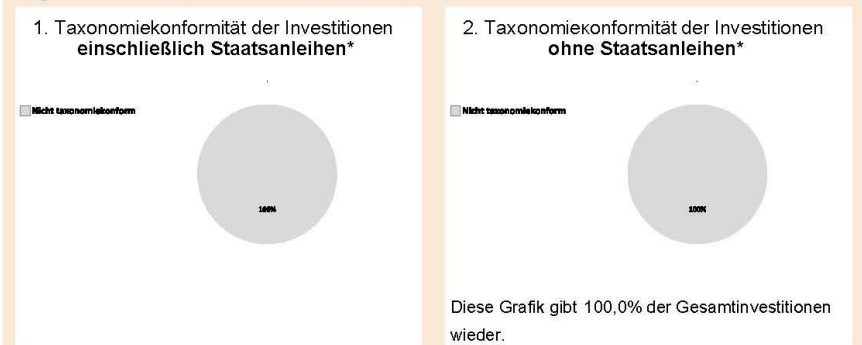 1. Taxonomiekonformität der Investitionen
einschließlich Staatsanleihen*
Nicht taxonomiekonform
100%
2. Taxonomieкonformität der Investitionen
ohne Staatsanleihen*
Nicht taxonomiekonform
100%
Diese Grafik gibt 100,0% der Gesamtinvestitionen
wieder.